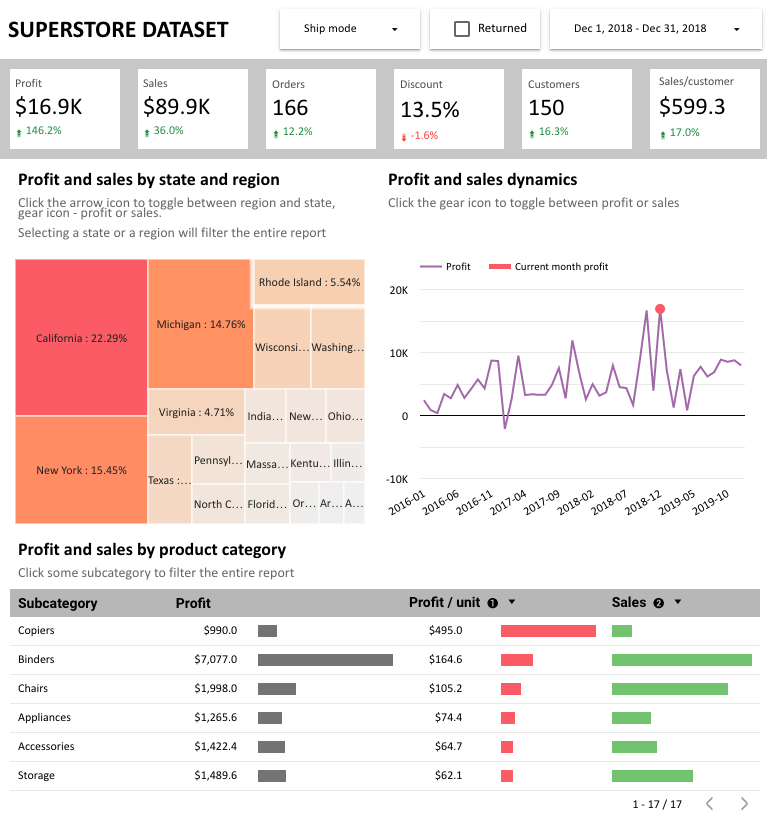 SUPERSTORE DATASET
Ship mode
Returned
Dec 1, 2018 - Dec 31, 2018
Profit
$16.9K
146.2%
Sales
$89.9K
36.0%
Orders
166
12.2%
Discount
13.5%
-1.6%
Customers
150
16.3%
Sales/customer
$599.3
17.0%
Profit and sales by state and region
Click the arrow icon to toggle between region and state,
gear icon - profit or sales.
Selecting a state or a region will filter the entire report
California : 22.29%
New York : 15.45%
Michigan : 14.76%
Rhode Island : 5.54%
Wisconsi...
Washing...
Virginia : 4.71%
Texas :...
Pennsyl...
North C...
India...
New...
Ohio...
Massa...
Kentu...
Illin...
Florid...
Or...
Ar...
A...
Profit and sales dynamics
Click the gear icon to toggle between profit or sales
Profit
Current month profit
20K
10K
0
-10K
2016-01
2016-06
2016-11
2017-04
2017-09
2018-02
2018-07
2018-12
2019-05
2019-10
Profit and sales by product category
Click some subcategory to filter the entire report
Subcategory Profit Profit / unit 1 Sales 2
Copiers $990.0 $495.0
Binders $7,077.0 $164.6
Chairs $1,998.0 $105.2
Appliances $1,265.6 $74.4
Accessories $1,422.4 $64.7
Storage $1,489.6 $62.1
1 - 17 / 17